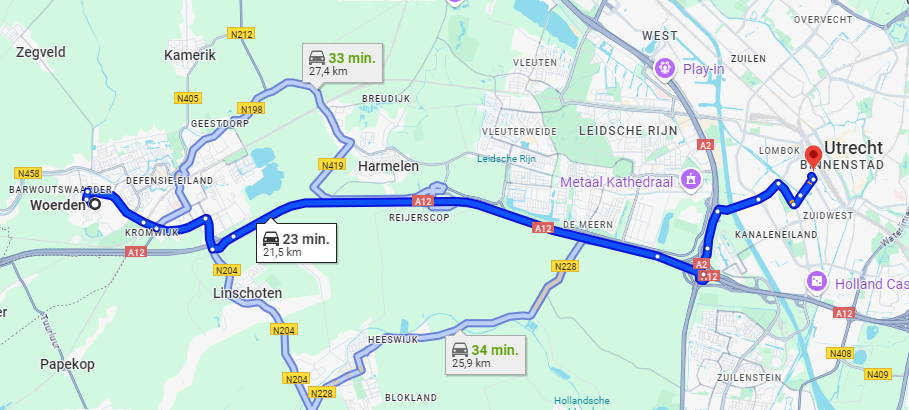 OVERVECHT
N212
WEST
Zegveld
Kamerik
33 min.
27,4 km
ZUILEN
VLEUTEN
Play-in
N405
BREUDIJK
N198
GEESTDORP
VLEUTERWEIDE
LEIDSCHE RIJN
A2
LOMBOK
Utrecht
BINNENSTAD
N419
Harmelen
Leidsche Rijn
N458
DEFENSIE-EILAND
BARWOUTSWAARDER
Woerden
Metaal Kathedraal
A12
REIJERSCOP
ZUIDWEST
KROMWIJK
A12
DE MEERN
KANALENEILAND
A12
23 min.
21,5 km
N204
N228
A2
A12
Linschoten
Holland Cas
A12
N204
HEESWIJK
34 min.
25,9 km
N408
Papekop
N204
N228
ZUILENSTEIN
N409
BLOKLAND
Hollandsche